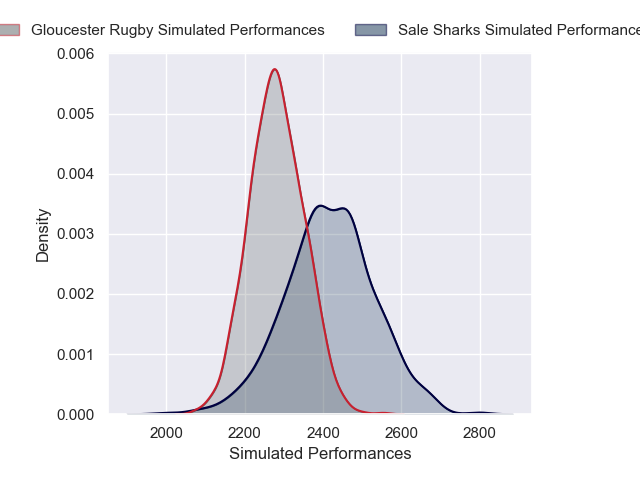 Gloucester Rugby Simulated Performances Sale Sharks Simulated Performance
0.006
0.005
0.004
0.003
0.002
0.001
0.000
Density
2000 2200 2400 2600 2800
Simulated Performances